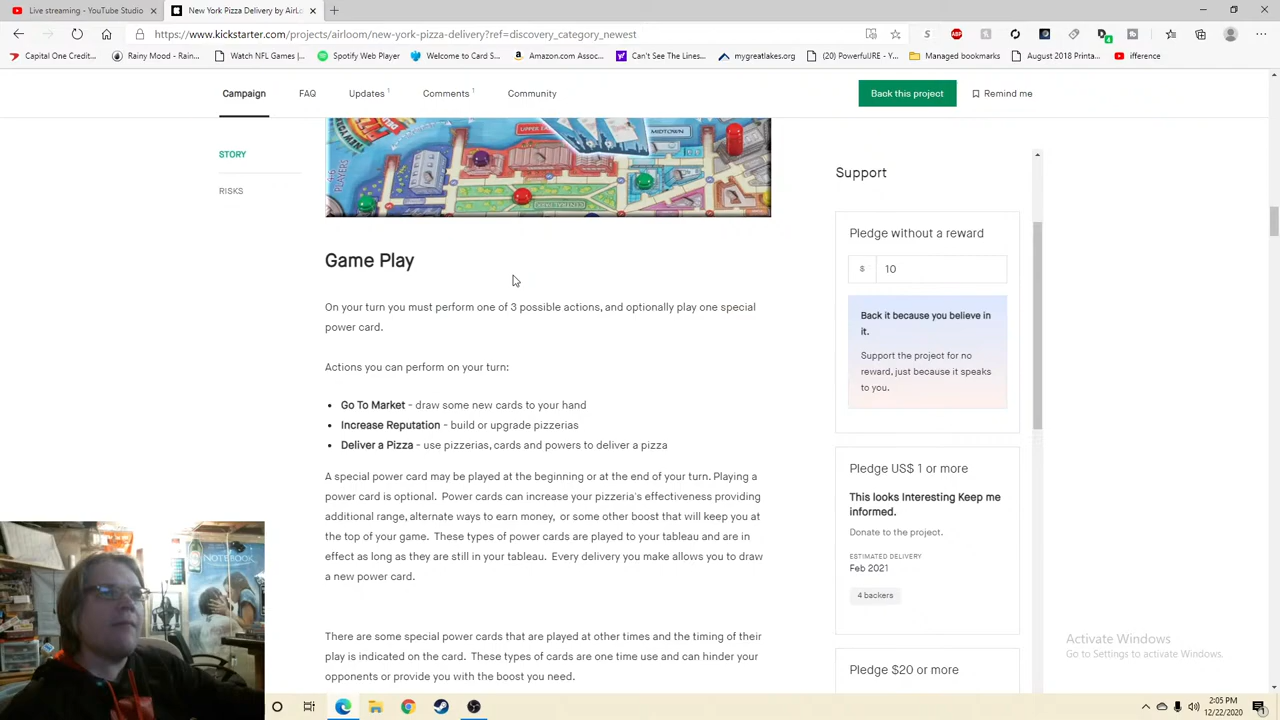 Live streaming - YouTube Studio
New York Pizza Delivery by AirLo
https://www.kickstarter.com/projects/airloom/new-york-pizza-delivery?ref=discovery_category_newest
Capital One Credit...
Rainy Mood • Rain...
Watch NFL Games |...
Spotify Web Player
Welcome to Card S...
Amazon.com Assoc...
Can't See The Lines...
mygreatlakes.org
(20) PowerfulURE - Y...
Managed bookmarks
August 2018 Printa...
ifference
Campaign
FAQ
Updates 1
Comments 1
Community
Back this project
Remind me
STORY
RISKS
UPPER EA
MIDTOWN
PLAYERS
Game Play
On your turn you must perform one of 3 possible actions, and optionally play one special
power card.
Actions you can perform on your turn:
• Go To Market - draw some new cards to your hand
• Increase Reputation - build or upgrade pizzerias
• Deliver a Pizza - use pizzerias, cards and powers to deliver a pizza
A special power card may be played at the beginning or at the end of your turn. Playing a
power card is optional. Power cards can increase your pizzeria's effectiveness providing
additional range, alternate ways to earn money, or some other boost that will keep you at
the top of your game. These types of power cards are played to your tableau and are in
effect as long as they are still in your tableau. Every delivery you make allows you to draw
a new power card.
There are some special power cards that are played at other times and the timing of their
play is indicated on the card. These types of cards are one time use and can hinder your
opponents or provide you with the boost you need.
Support
Pledge without a reward
$ 10
Back it because you believe in
it.
Support the project for no
reward, just because it speaks
to you.
Pledge US$ 1 or more
This looks Interesting Keep me
informed.
Donate to the project.
ESTIMATED DELIVERY
Feb 2021
4 backers
Pledge $20 or more
Activate Windows
Go to Settings to activate Windows.
NOTEBOOK
2:05 PM
12/22/2020